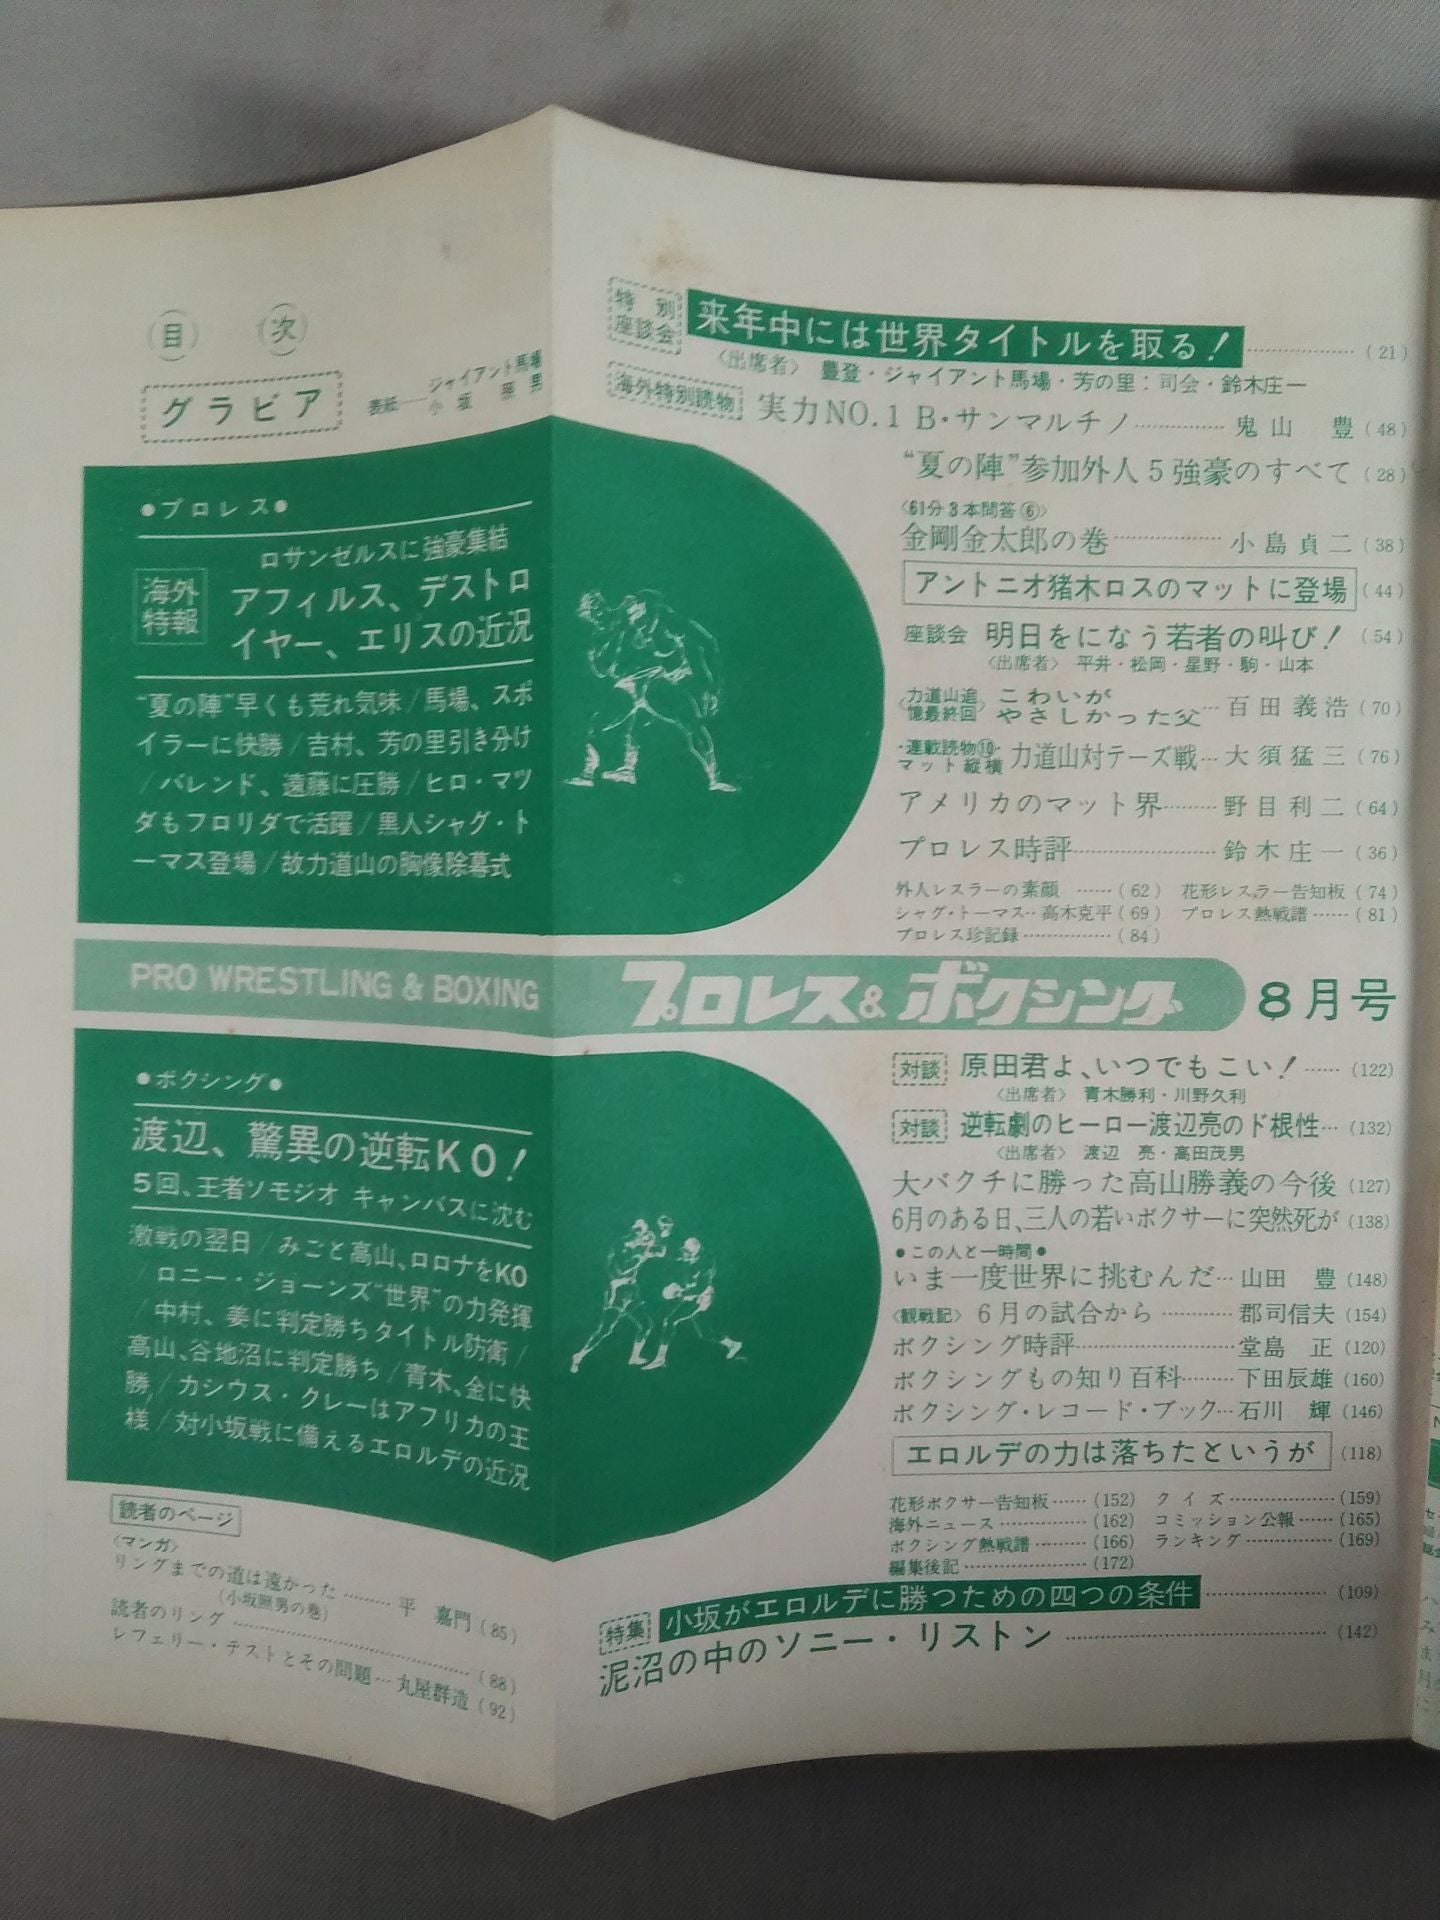 目次
グラビア
表紙──ジャイアント馬場
小坂照男
●プロレス●
海外特報
ロサンゼルスに強豪集結
アフィルス、デストロ
イヤー、エリスの近況
“夏の陣”早くも荒れ気味/馬場、スポ
イラーに快勝/吉村、芳の里引き分け
/バレンド、遠藤に圧勝/ヒロ・マツ
ダもフロリダで活躍/黒人シャグ・ト
ーマス登場/故力道山の胸像除幕式
特別座談会 来年中には世界タイトルを取る!……(21)
〈出席者〉 豊登・ジャイアント馬場・芳の里:司会・鈴木庄一
海外特別読物 実力NO.1 B・サンマルチノ……鬼山 豊(48)
“夏の陣”参加外人5強豪のすべて(28)
〈61分3本問答⑥〉
金剛金太郎の巻……小島貞二(38)
アントニオ猪木ロスのマットに登場(44)
座談会 明日をになう若者の叫び!(54)
〈出席者〉 平井・松岡・星野・駒・山本
〈力道山追憶最終回〉 こわいが やさしかった父…百田義浩(70)
・連載読物⑩・マット縦横 力道山対テーズ戦…大須猛三(76)
アメリカのマット界……野目利二(64)
プロレス時評……鈴木庄一(36)
外人レスラーの素顔……(62) 花形レスラー告知板(74)
シャグ・トーマス…高木克平(69) プロレス熱戦譜……(81)
プロレス珍記録……(84)
PRO WRESTLING & BOXING プロレス&ボクシング 8月号
●ボクシング●
渡辺、驚異の逆転KO!
5回、王者ソモジオ キャンバスに沈む
激戦の翌日/みごと高山、ロロナをKO
/ロニー・ジョーンズ“世界”の力発揮
/中村、姜に判定勝ちタイトル防衛/
高山、谷地沼に判定勝ち/青木、金に快
勝/カシウス・クレーはアフリカの王
様/対小坂戦に備えるエロルデの近況
対談 原田君よ、いつでもこい!……(122)
〈出席者〉 青木勝利・川野久利
対談 逆転劇のヒーロー渡辺亮のド根性…(132)
〈出席者〉 渡辺 亮・高田茂男
大バクチに勝った高山勝義の今後(127)
6月のある日、三人の若いボクサーに突然死が(138)
●この人と一時間●
いま一度世界に挑むんだ…山田 豊(148)
〈観戦記〉6月の試合から……郡司信夫(154)
ボクシング時評……堂島 正(120)
ボクシングもの知り百科……下田辰雄(160)
ボクシング・レコード・ブック…石川 輝(146)
エロルデの力は落ちたというが(118)
花形ボクサー告知板……(152) クイズ……(159)
海外ニュース……(162) コミッション公報……(165)
ボクシング熱戦譜……(166) ランキング……(169)
編集後記……(172)
特集 小坂がエロルデに勝つための四つの条件……(109)
泥沼の中のソニー・リストン……(142)
読者のページ
〈マンガ〉
リングまでの道は遠かった……平 嘉門(85)
(小坂照男の巻)
読者のリング……(88)
レフェリー・テストとその問題…丸屋群造(92)